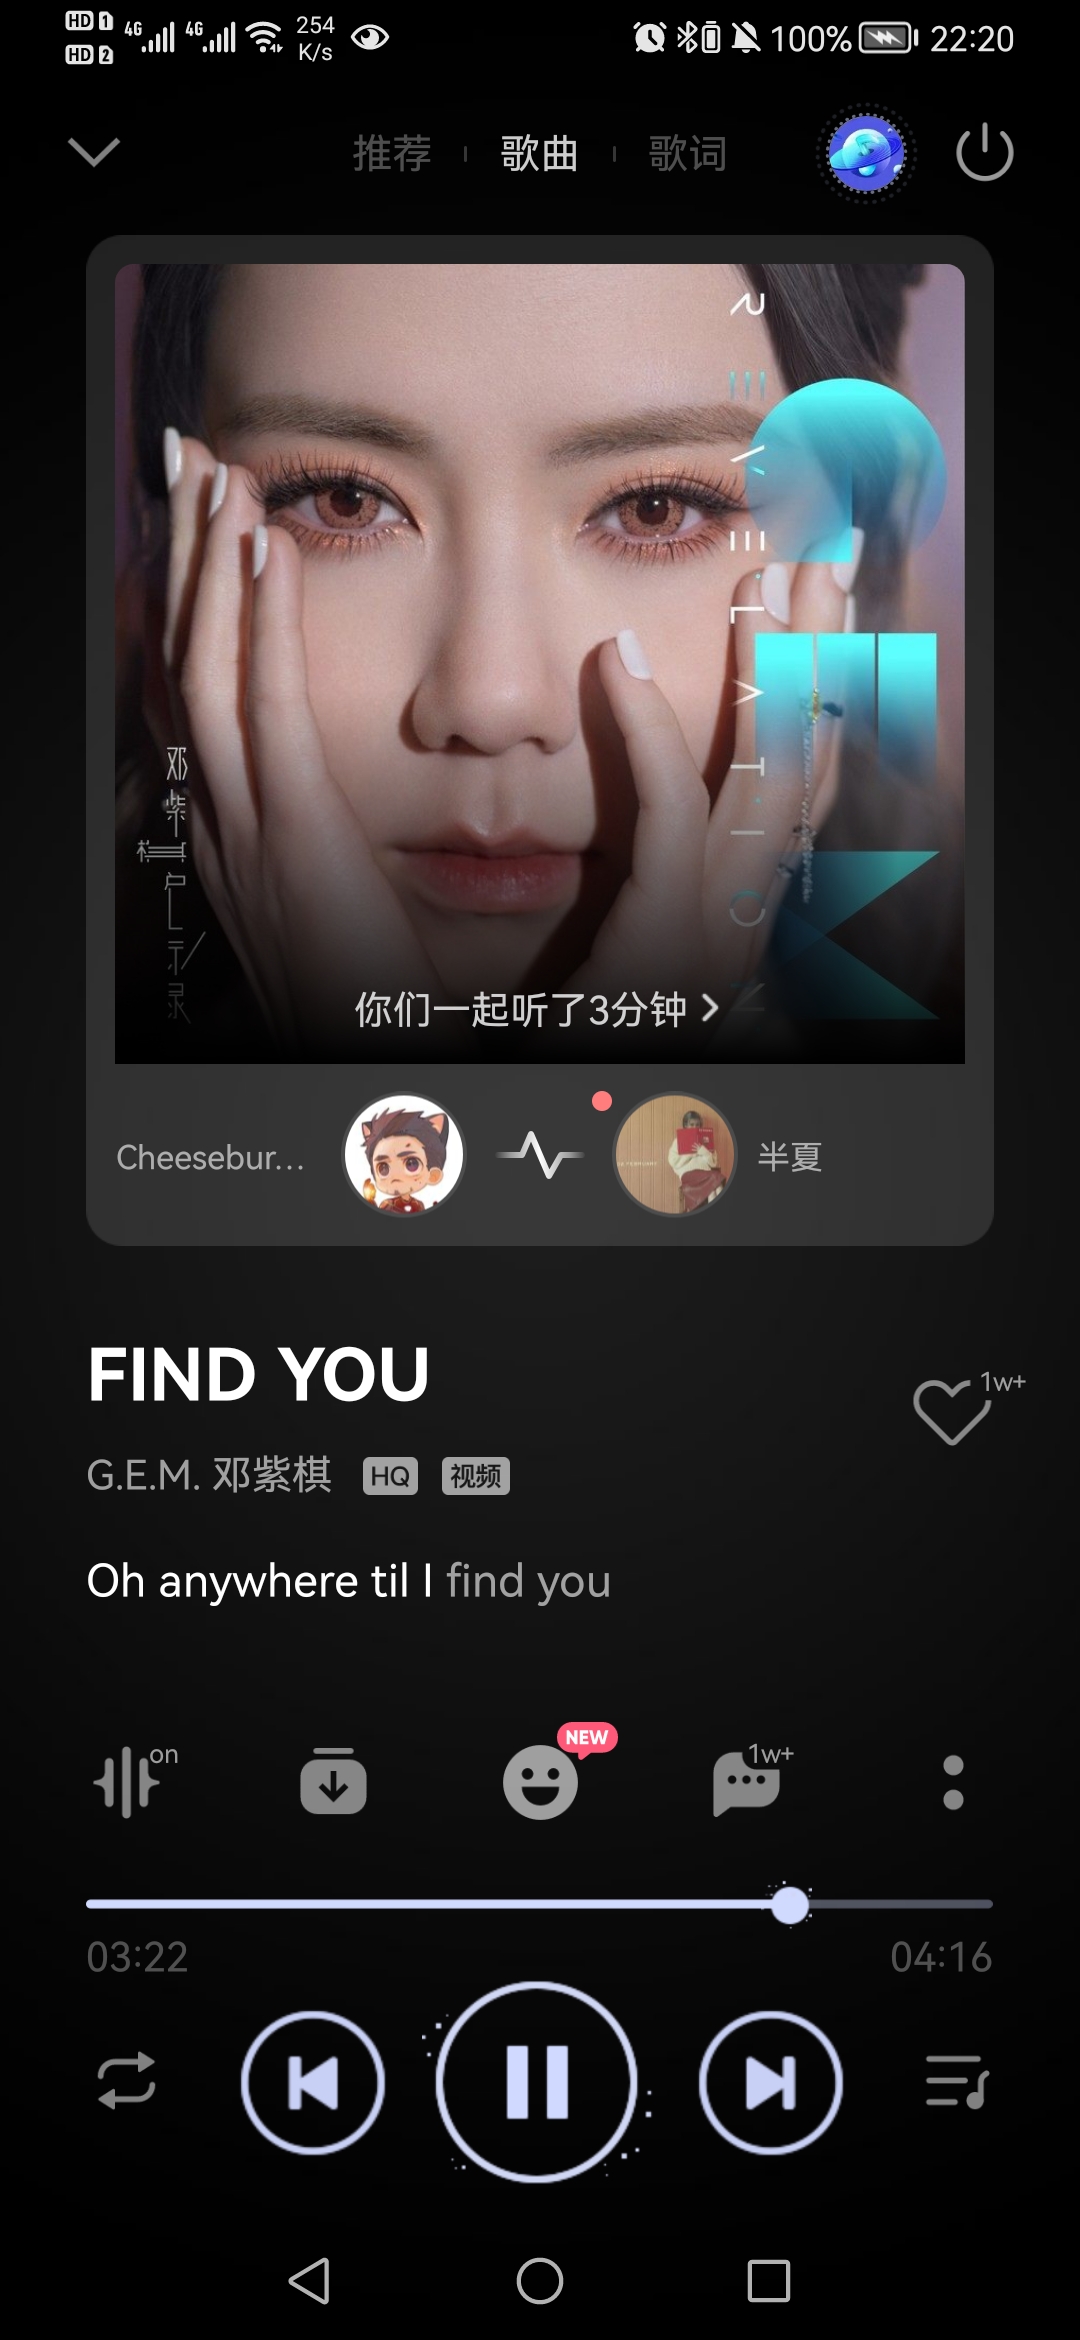 HD 1 4G 4G 254 100% 22:20
HD 2 K/s
推荐 歌曲 歌词
REVELATION
G.E.M.
邓紫棋启示录
你们一起听了3分钟
Cheesebur... 半夏
FIND YOU
1w+
G.E.M. 邓紫棋 HQ 视频
Oh anywhere til I find you
NEW
on 1w+
03:22 04:16